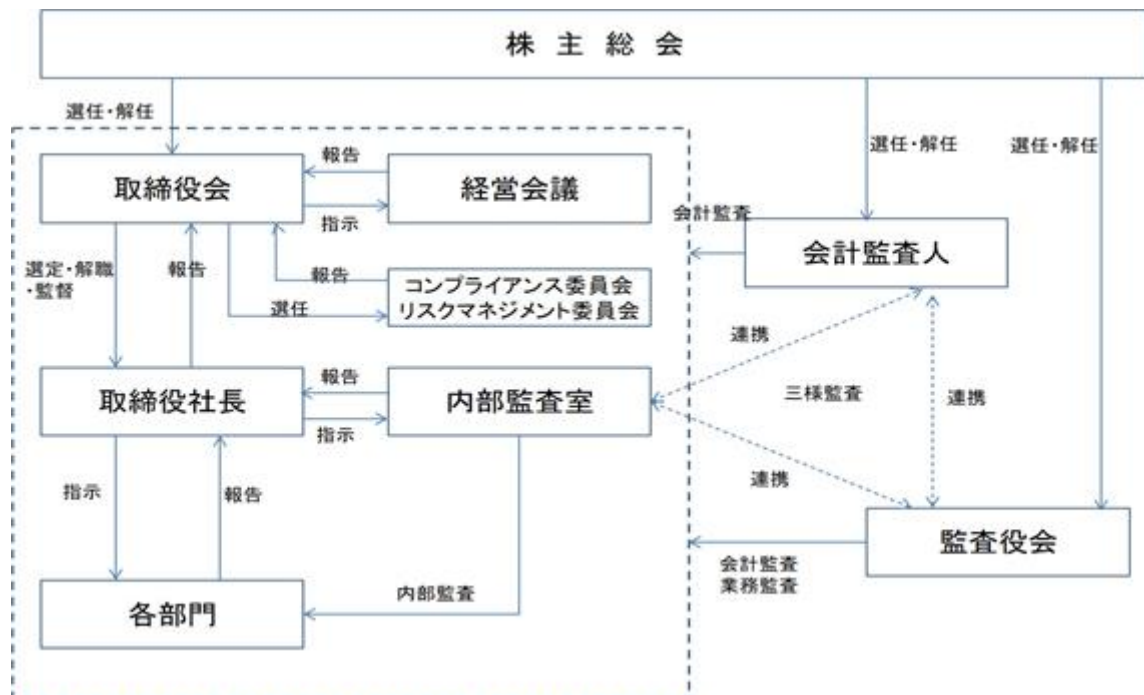 株主総会
選任・解任
選任・解任
選任・解任
取締役会
報告
指示
経営会議
会計監査
会計監査人
選定・解職
・監督
報告
報告
選任
コンプライアンス委員会
リスクマネジメント委員会
連携
取締役社長
報告
指示
内部監査室
三様監査
連携
指示
報告
連携
監査役会
会計監査
業務監査
内部監査
各部門